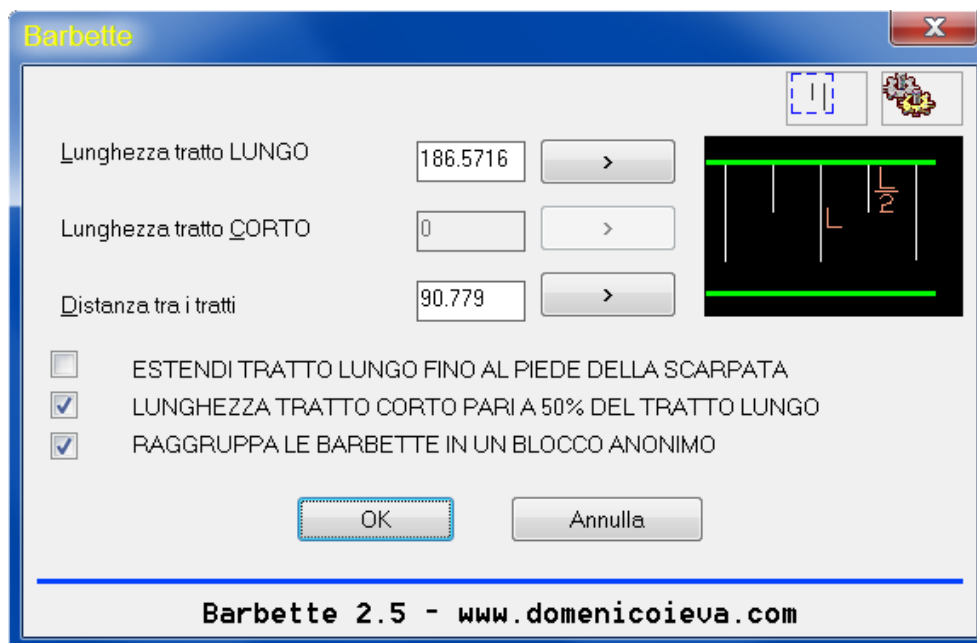 Barbette
X
Lunghezza tratto LUNGO
186.5716
>
Lunghezza tratto CORTO
0
>
Distanza tra i tratti
90.779
>
L
L
2
ESTENDI TRATTO LUNGO FINO AL PIEDE DELLA SCARPATA
LUNGHEZZA TRATTO CORTO PARI A 50% DEL TRATTO LUNGO
RAGGRUPPA LE BARBETTE IN UN BLOCCO ANONIMO
OK
Annulla
Barbette 2.5 - www.domenicoieva.com